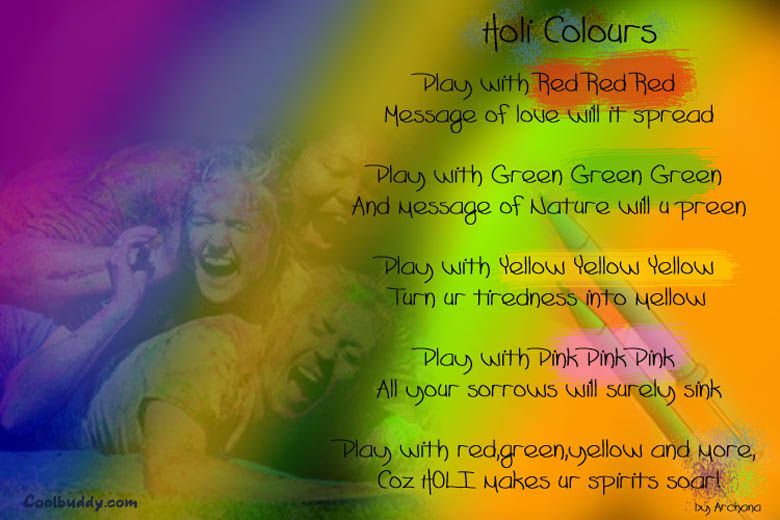 Holi Colours
Play with Red Red Red
Message of love will it spread
Play with Green Green Green
And Message of Nature will u preen
Play with Yellow Yellow Yellow
Turn ur tiredness into mellow
Play with Pink Pink Pink
All your sorrows will surely sink
Play with red,green,yellow and more,
Coz HOLI makes ur spirits soar!
by Archana
Coolbuddy.com